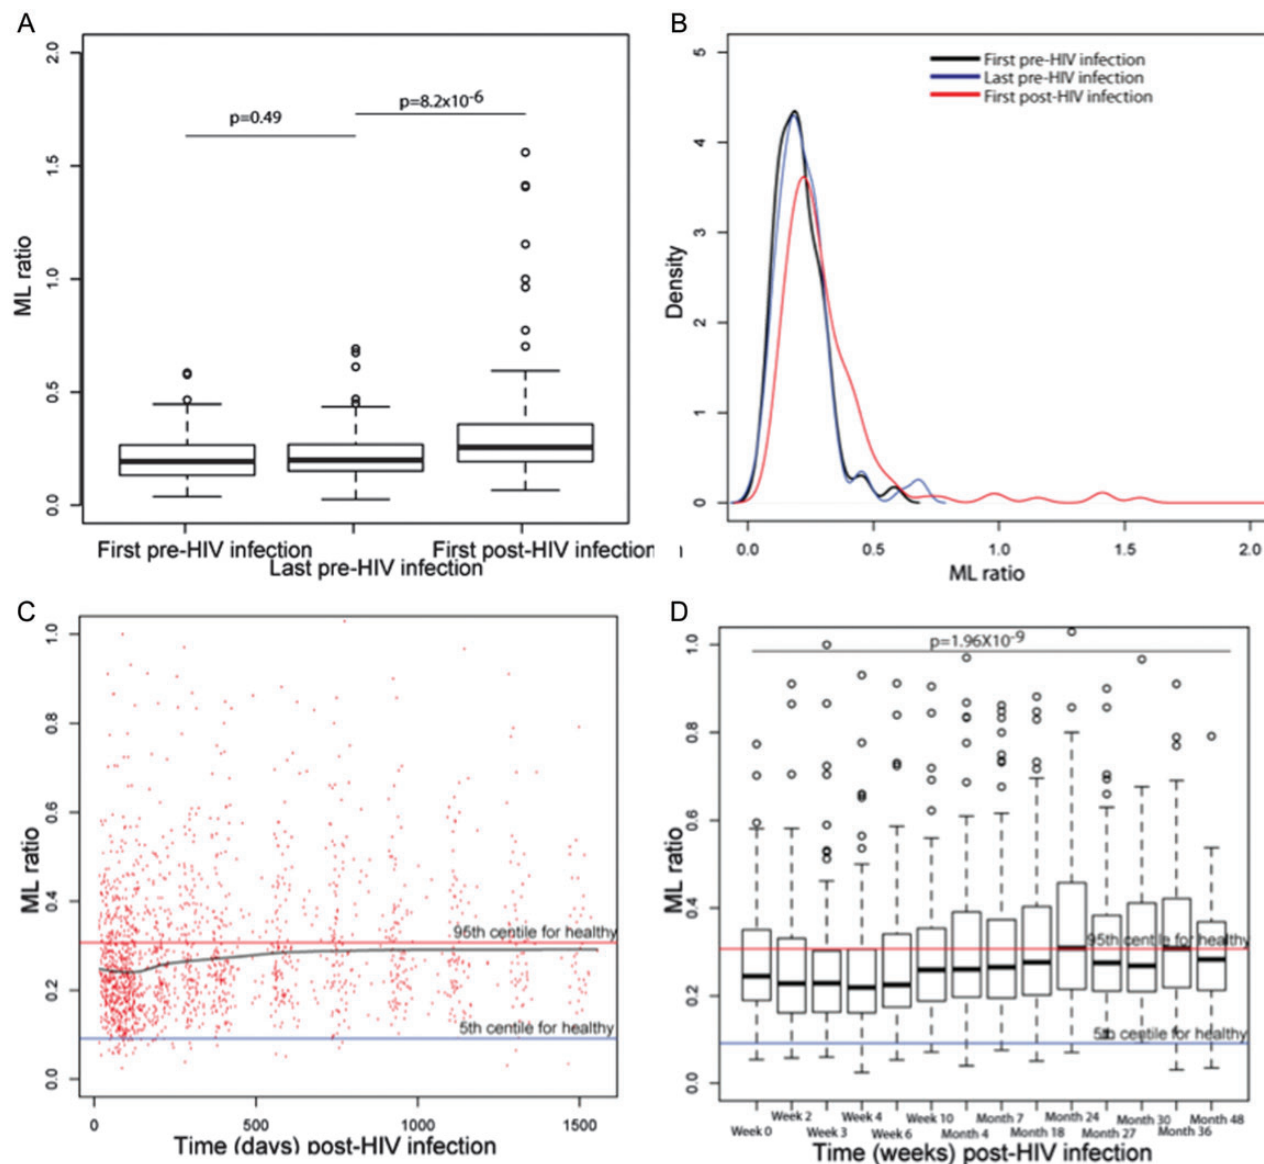 A
2.0
1.5
1.0
0.5
0.0
ML ratio
p=0.49
p=8.2x10-6
First pre-HIV infection
Last pre-HIV infection
First post-HIV infection
B
5
4
3
2
1
0
Density
First pre-HIV infection
Last pre-HIV infection
First post-HIV infection
0.0 0.5 1.0 1.5 2.0
ML ratio
C
1.0
0.8
0.6
0.4
0.2
0.0
ML ratio
95th centile for healthy
5th centile for healthy
0 500 1000 1500
Time (days) post-HIV infection
D
1.0
0.8
0.6
0.4
0.2
0.0
ML ratio
p=1.96X10-9
95th centile for healthy
5th centile for healthy
Week 0 Week 2 Week 3 Week 4 Week 6 Week 10 Month 4 Month 7 Month 18 Month 24 Month 27 Month 30 Month 36 Month 48
Time (weeks) post-HIV infection